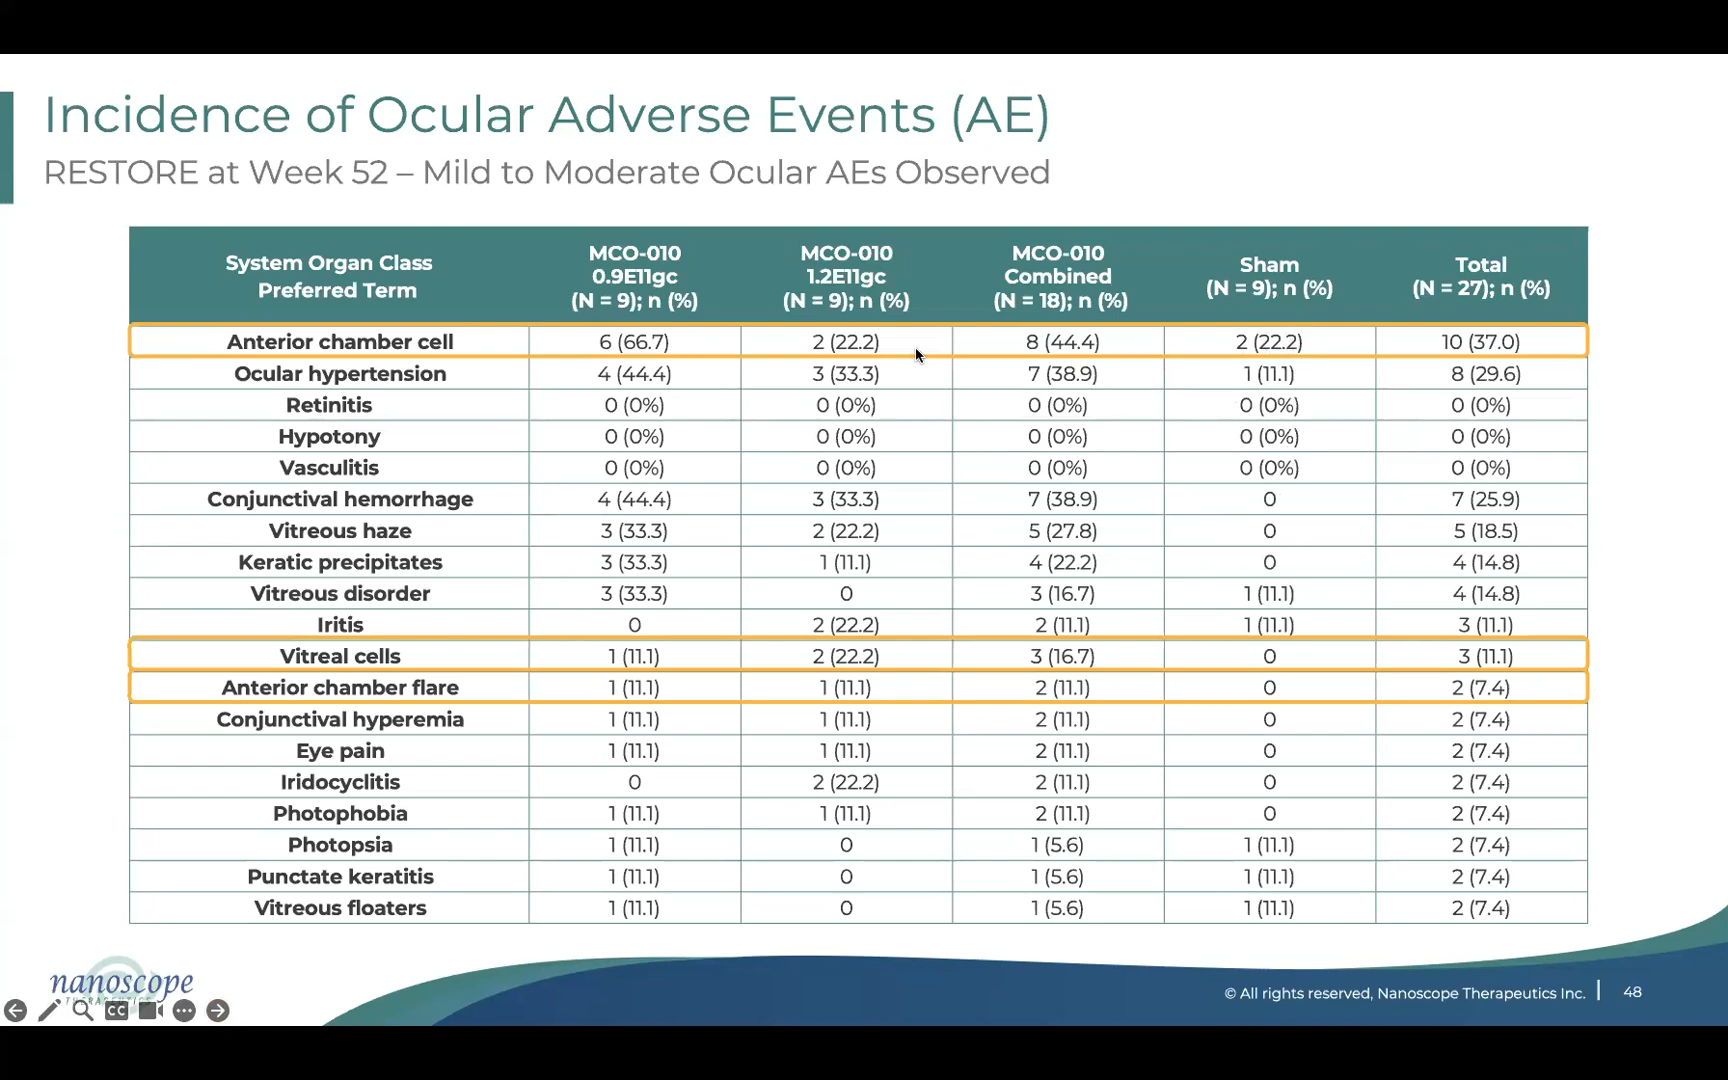 Incidence of Ocular Adverse Events (AE)
RESTORE at Week 52 – Mild to Moderate Ocular AEs Observed
System Organ Class Preferred Term | MCO-010 0.9E11gc (N = 9); n (%) | MCO-010 1.2E11gc (N = 9); n (%) | MCO-010 Combined (N = 18); n (%) | Sham (N = 9); n (%) | Total (N = 27); n (%)
Anterior chamber cell | 6 (66.7) | 2 (22.2) | 8 (44.4) | 2 (22.2) | 10 (37.0)
Ocular hypertension | 4 (44.4) | 3 (33.3) | 7 (38.9) | 1 (11.1) | 8 (29.6)
Retinitis | 0 (0%) | 0 (0%) | 0 (0%) | 0 (0%) | 0 (0%)
Hypotony | 0 (0%) | 0 (0%) | 0 (0%) | 0 (0%) | 0 (0%)
Vasculitis | 0 (0%) | 0 (0%) | 0 (0%) | 0 (0%) | 0 (0%)
Conjunctival hemorrhage | 4 (44.4) | 3 (33.3) | 7 (38.9) | 0 | 7 (25.9)
Vitreous haze | 3 (33.3) | 2 (22.2) | 5 (27.8) | 0 | 5 (18.5)
Keratic precipitates | 3 (33.3) | 1 (11.1) | 4 (22.2) | 0 | 4 (14.8)
Vitreous disorder | 3 (33.3) | 0 | 3 (16.7) | 1 (11.1) | 4 (14.8)
Iritis | 0 | 2 (22.2) | 2 (11.1) | 1 (11.1) | 3 (11.1)
Vitreal cells | 1 (11.1) | 2 (22.2) | 3 (16.7) | 0 | 3 (11.1)
Anterior chamber flare | 1 (11.1) | 1 (11.1) | 2 (11.1) | 0 | 2 (7.4)
Conjunctival hyperemia | 1 (11.1) | 1 (11.1) | 2 (11.1) | 0 | 2 (7.4)
Eye pain | 1 (11.1) | 1 (11.1) | 2 (11.1) | 0 | 2 (7.4)
Iridocyclitis | 0 | 2 (22.2) | 2 (11.1) | 0 | 2 (7.4)
Photophobia | 1 (11.1) | 1 (11.1) | 2 (11.1) | 0 | 2 (7.4)
Photopsia | 1 (11.1) | 0 | 1 (5.6) | 1 (11.1) | 2 (7.4)
Punctate keratitis | 1 (11.1) | 0 | 1 (5.6) | 1 (11.1) | 2 (7.4)
Vitreous floaters | 1 (11.1) | 0 | 1 (5.6) | 1 (11.1) | 2 (7.4)
nanoscope
CC
© All rights reserved, Nanoscope Therapeutics Inc. | 48